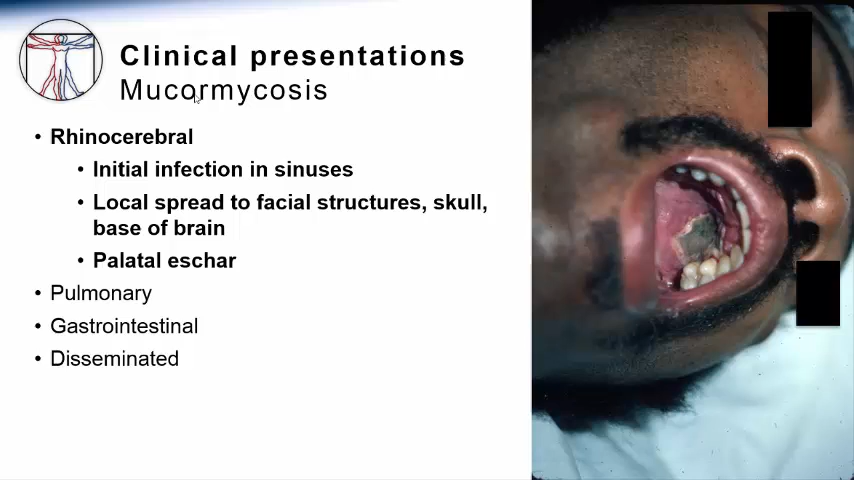 Clinical presentations
Mucormycosis
• Rhinocerebral
• Initial infection in sinuses
• Local spread to facial structures, skull,
base of brain
• Palatal eschar
• Pulmonary
• Gastrointestinal
• Disseminated